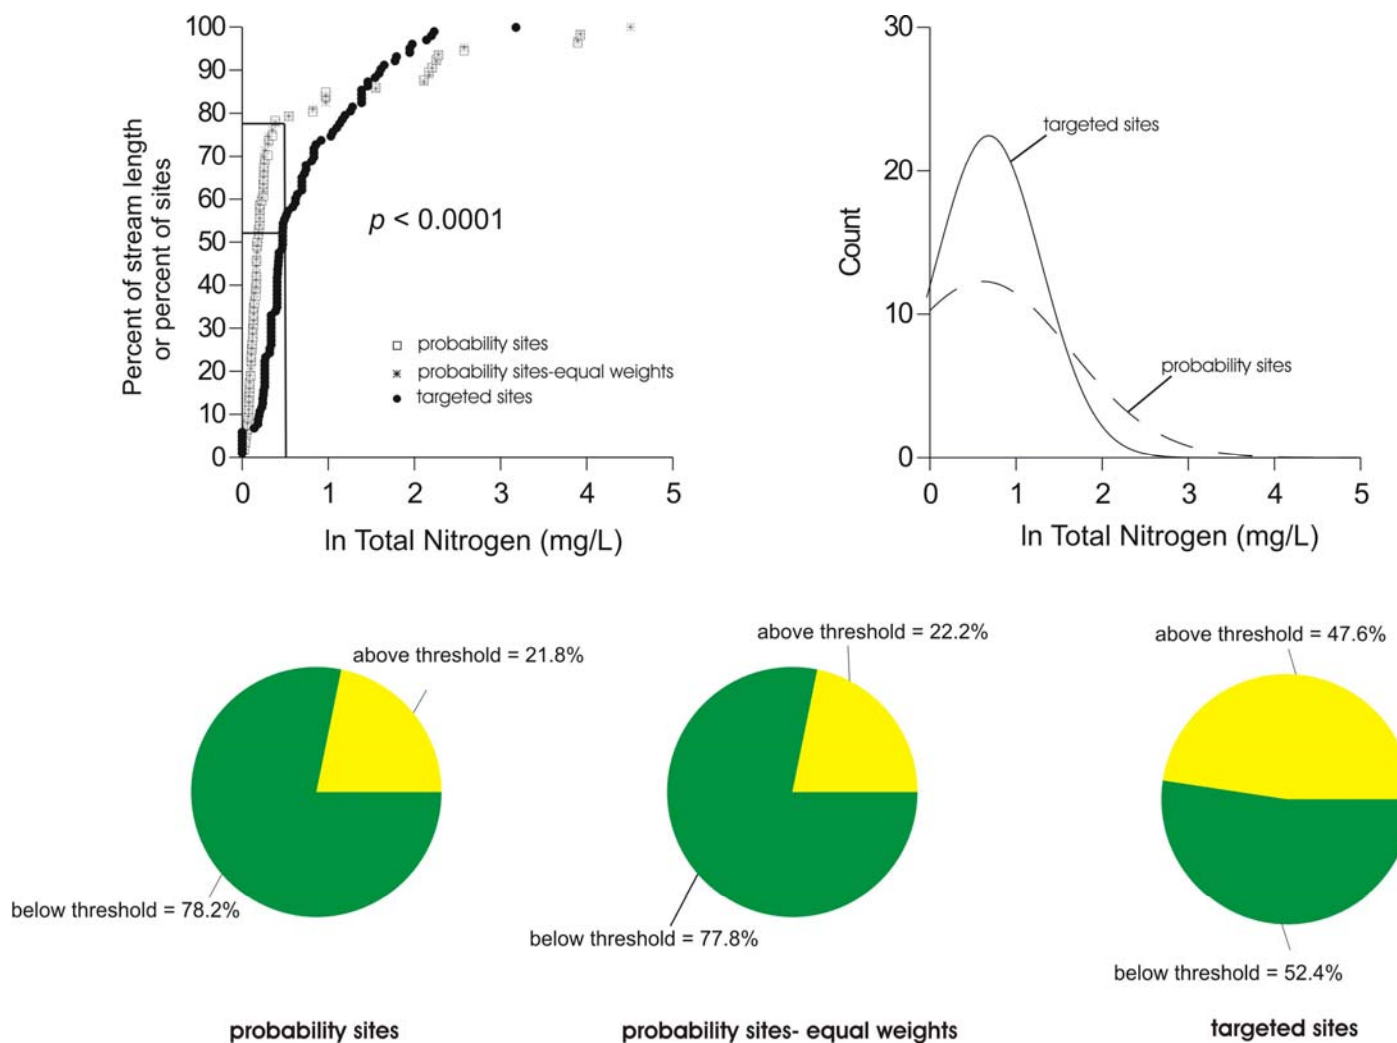 100
90
80
70
60
50
40
30
20
10
0
Percent of stream length
or percent of sites
p < 0.0001
probability sites
probability sites-equal weights
targeted sites
0 1 2 3 4 5
ln Total Nitrogen (mg/L)
30
20
10
0
Count
targeted sites
probability sites
0 1 2 3 4 5
ln Total Nitrogen (mg/L)
above threshold = 21.8%
below threshold = 78.2%
probability sites
above threshold = 22.2%
below threshold = 77.8%
probability sites- equal weights
above threshold = 47.6%
below threshold = 52.4%
targeted sites